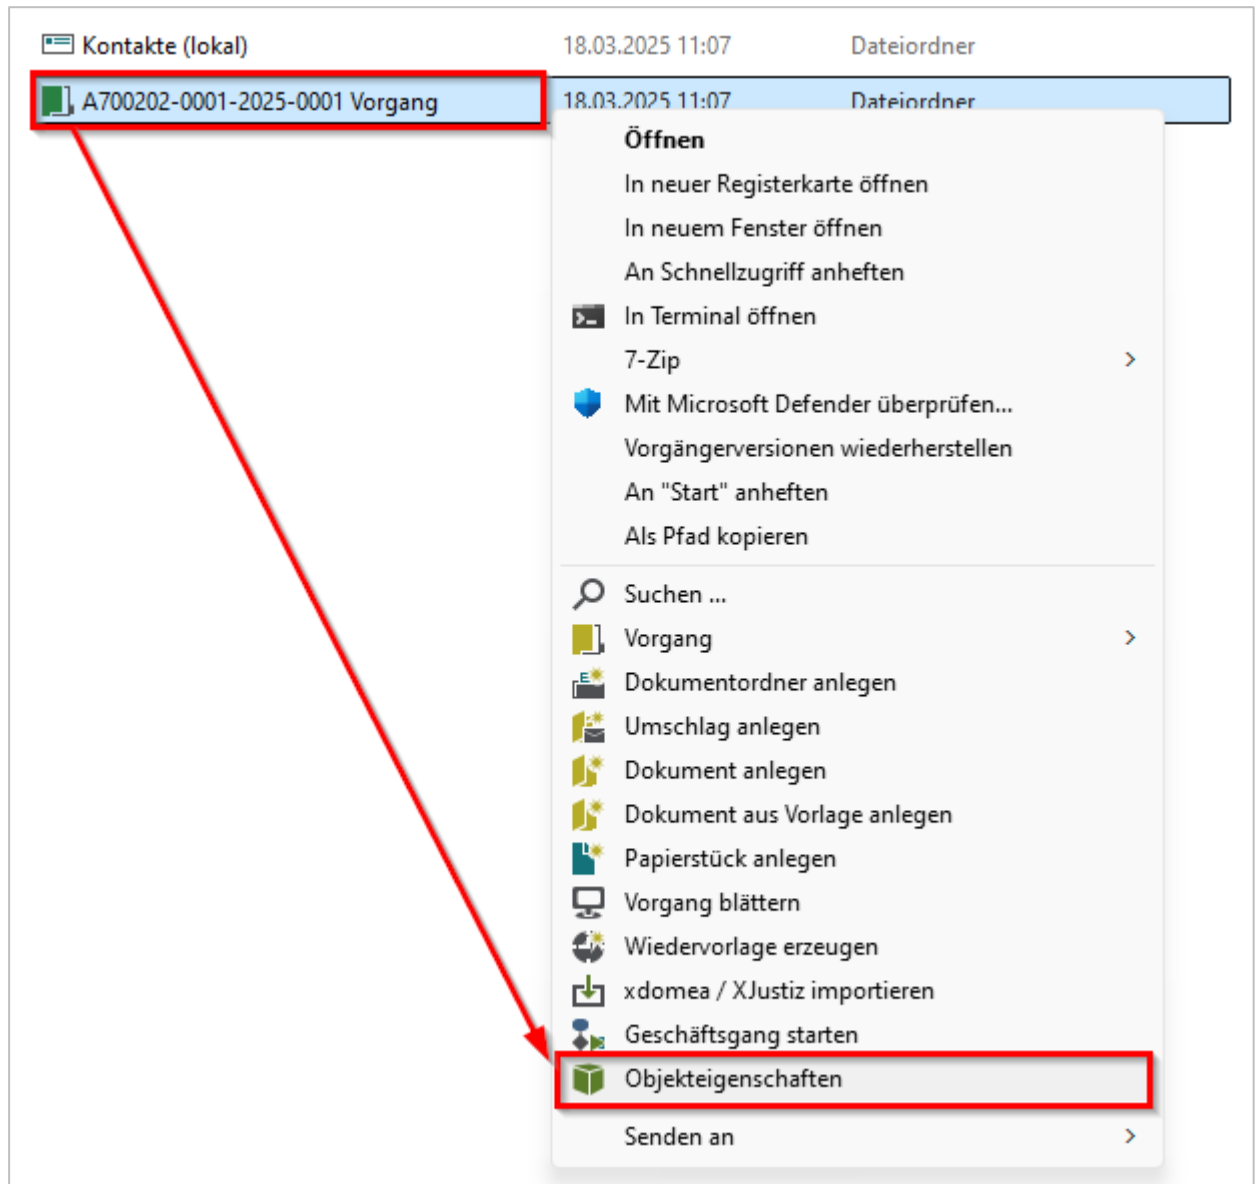 Kontakte (lokal) 18.03.2025 11:07 Dateiordner
A700202-0001-2025-0001 Vorgang 18.03.2025 11:07 Dateiordner
Öffnen
In neuer Registerkarte öffnen
In neuem Fenster öffnen
An Schnellzugriff anheften
In Terminal öffnen
7-Zip
Mit Microsoft Defender überprüfen...
Vorgängerversionen wiederherstellen
An "Start" anheften
Als Pfad kopieren
Suchen ...
Vorgang
Dokumentordner anlegen
Umschlag anlegen
Dokument anlegen
Dokument aus Vorlage anlegen
Papierstück anlegen
Vorgang blättern
Wiedervorlage erzeugen
xdomea / XJustiz importieren
Geschäftsgang starten
Objekteigenschaften
Senden an